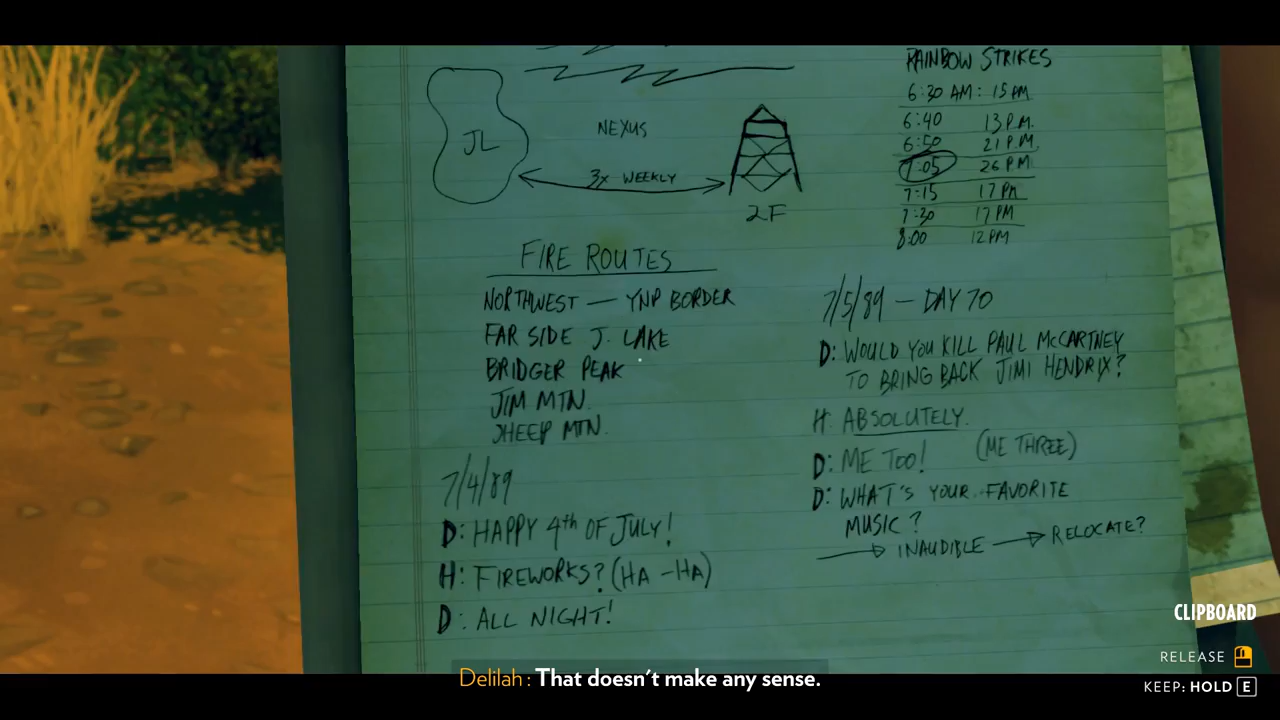 JL
NEXUS
3x WEEKLY
2F
RAINBOW STRIKES
6:30 AM: 15 PM
6:40 13 P.M.
6:50 21 P.M.
7:05 26 PM
7:15 17 PM
7:30 17 PM
8:00 12 PM
FIRE ROUTES
NORTHWEST — YNP BORDER
FAR SIDE J. LAKE
BRIDGER PEAK
JIM MTN.
SHEEP MTN.
7/4/89
D: HAPPY 4th OF JULY!
H: FIREWORKS? (HA-HA)
D: ALL NIGHT!
7/5/89 — DAY 70
D: WOULD YOU KILL PAUL McCARTNEY
TO BRING BACK JIMI HENDRIX?
H: ABSOLUTELY.
D: ME TOO! (ME THREE)
D: WHAT'S YOUR FAVORITE
MUSIC?
→ INAUDIBLE → RELOCATE?
CLIPBOARD
RELEASE
KEEP: HOLD E
Delilah : That doesn't make any sense.